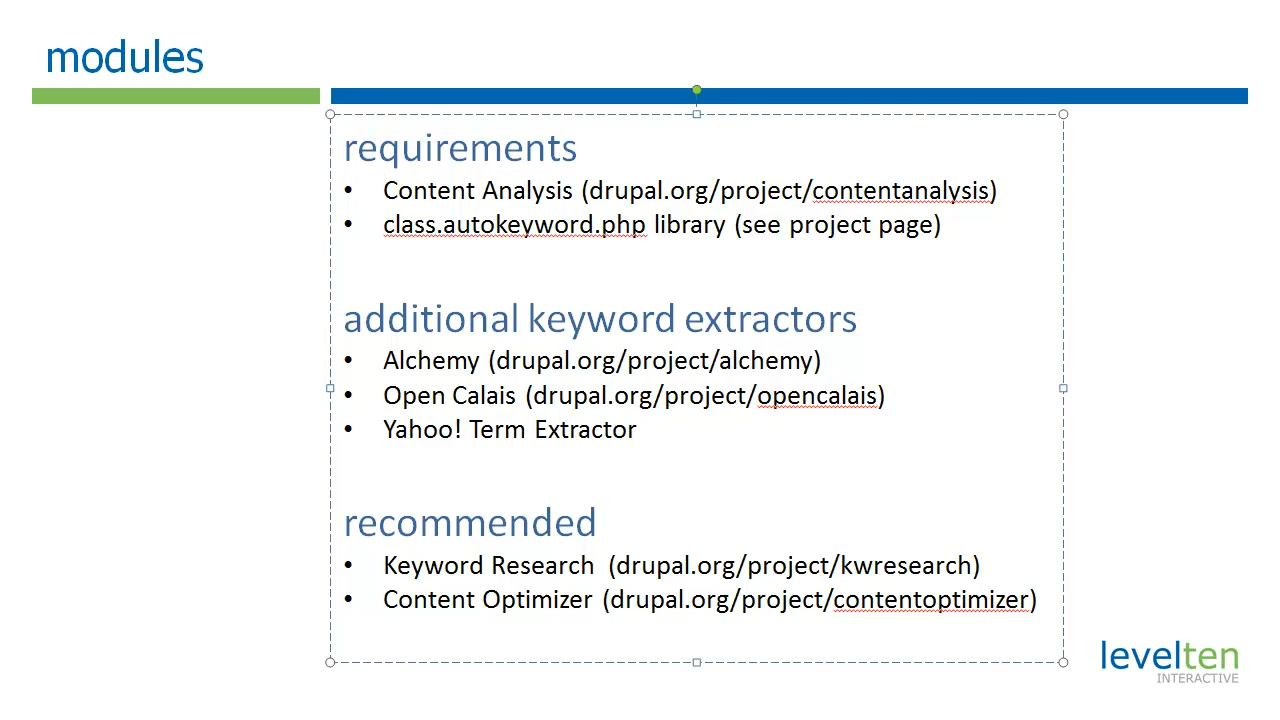 modules
requirements
• Content Analysis (drupal.org/project/contentanalysis)
• class.autokeyword.php library (see project page)
additional keyword extractors
• Alchemy (drupal.org/project/alchemy)
• Open Calais (drupal.org/project/opencalais)
• Yahoo! Term Extractor
recommended
• Keyword Research (drupal.org/project/kwresearch)
• Content Optimizer (drupal.org/project/contentoptimizer)
levelten
INTERACTIVE